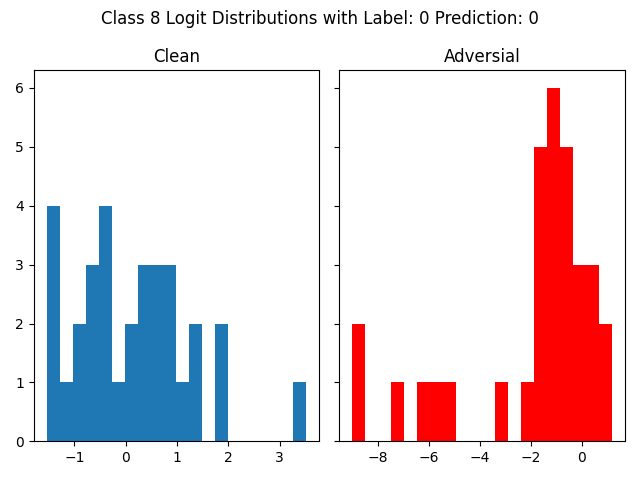 Class 8 Logit Distributions with Label: 0 Prediction: 0
Clean
Adversial
6
5
4
3
2
1
0
−1 0 1 2 3
−8 −6 −4 −2 0